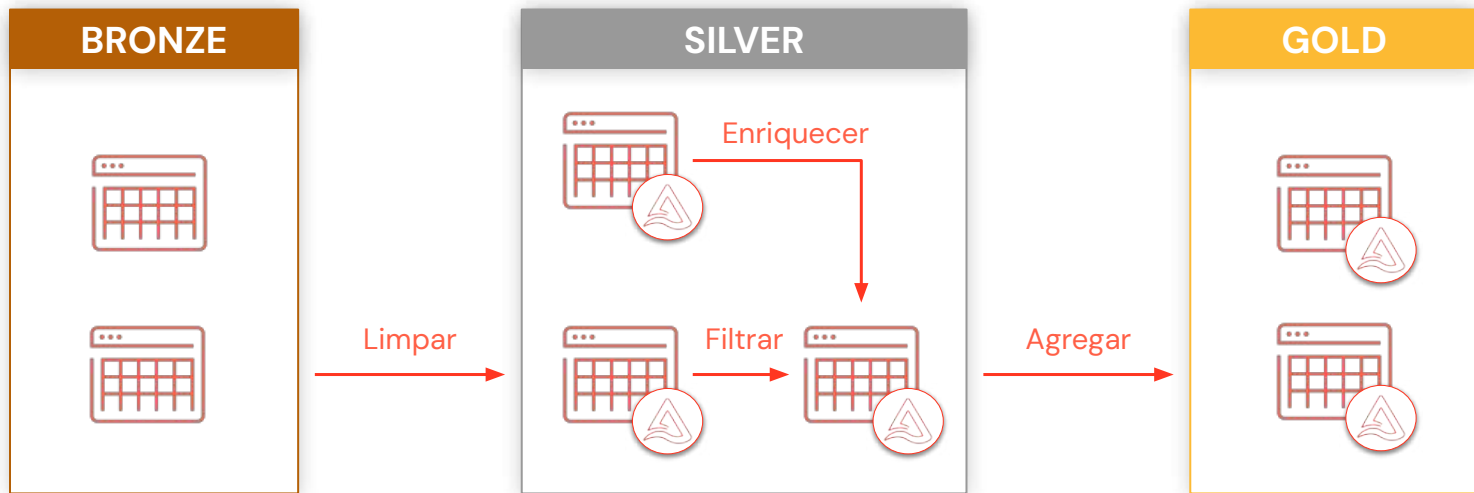 BRONZE
SILVER
GOLD
Enriquecer
Limpar
Filtrar
Agregar